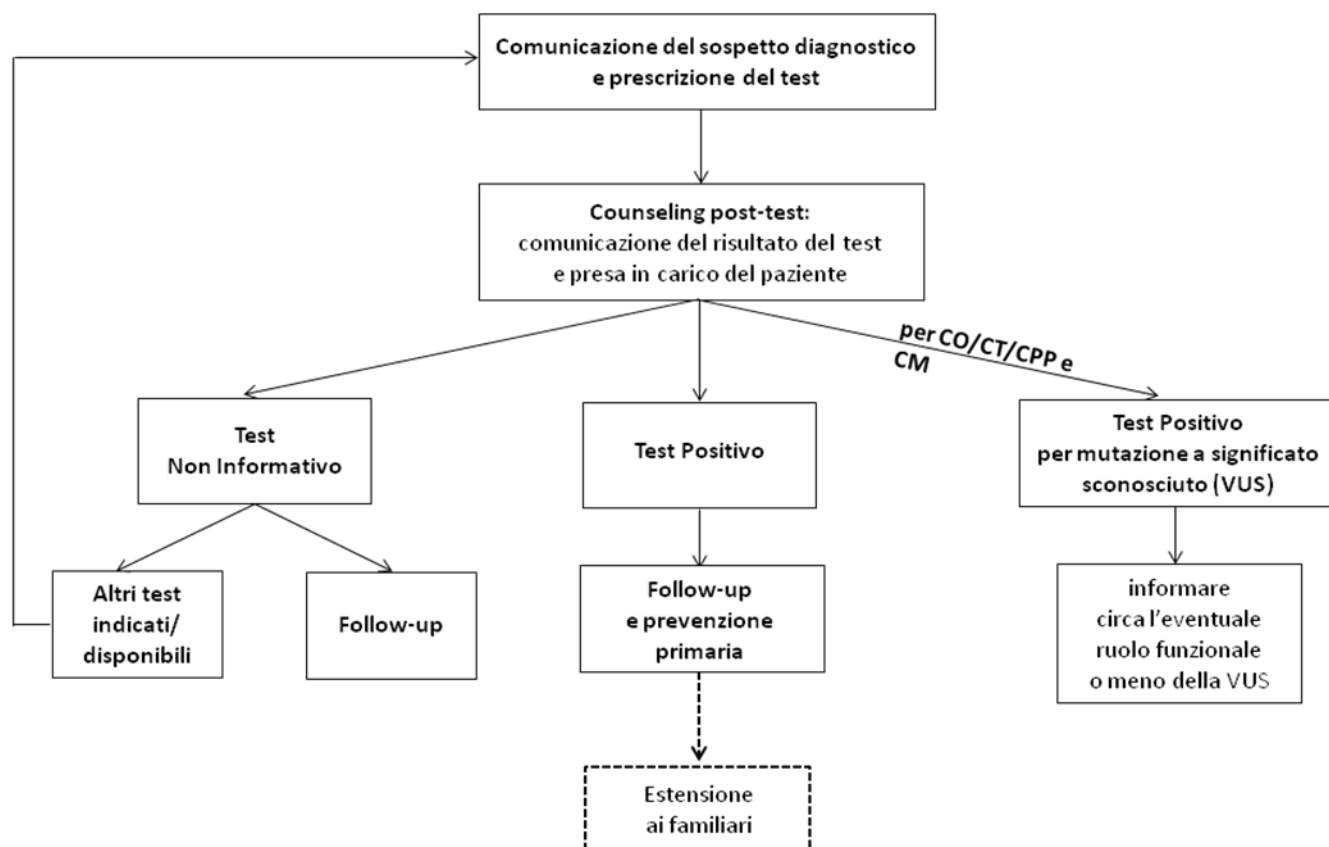 Comunicazione del sospetto diagnostico
e prescrizione del test
Counseling post-test:
comunicazione del risultato del test
e presa in carico del paziente
per CO/CT/CPP e
CM
Test
Non Informativo
Test Positivo
Test Positivo
per mutazione a significato
sconosciuto (VUS)
Altri test
indicati/
disponibili
Follow-up
Follow-up
e prevenzione
primaria
informare
circa l'eventuale
ruolo funzionale
o meno della VUS
Estensione
ai familiari